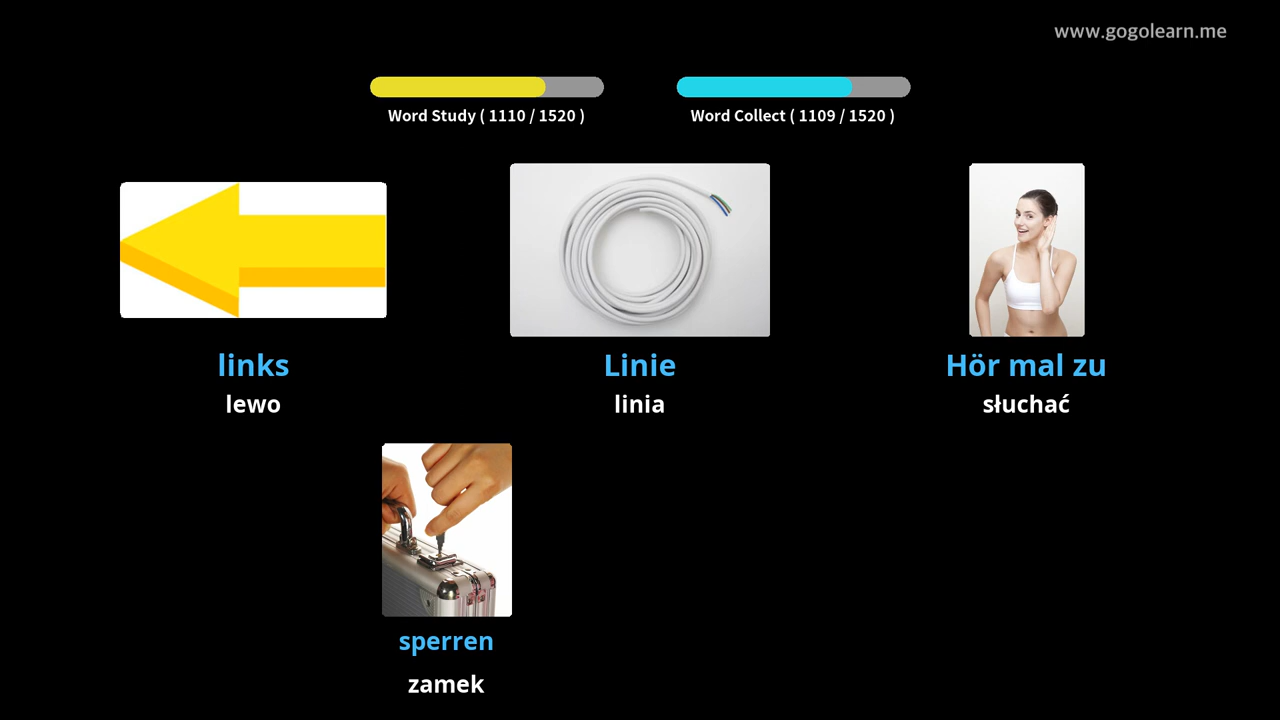 www.gogolearn.me
Word Study ( 1110 / 1520 )
Word Collect ( 1109 / 1520 )
links
lewo
Linie
linia
Hör mal zu
słuchać
sperren
zamek